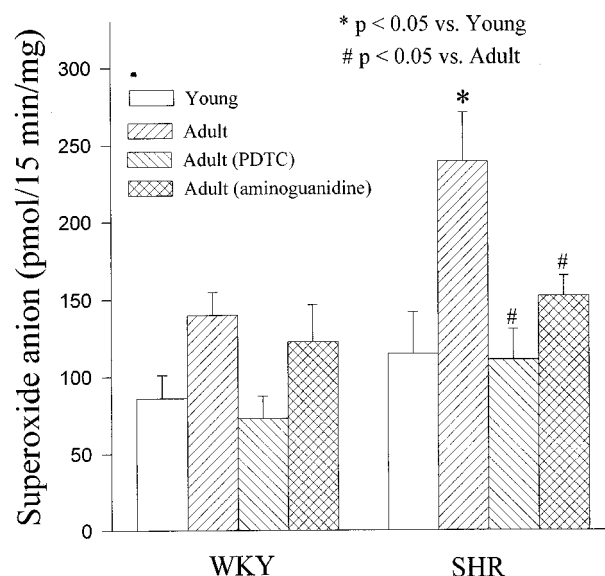 * p < 0.05 vs. Young
# p < 0.05 vs. Adult
Superoxide anion (pmol/15 min/mg)
300
250
200
150
100
50
0
Young
Adult
Adult (PDTC)
Adult (aminoguanidine)
*
#
#
WKY
SHR